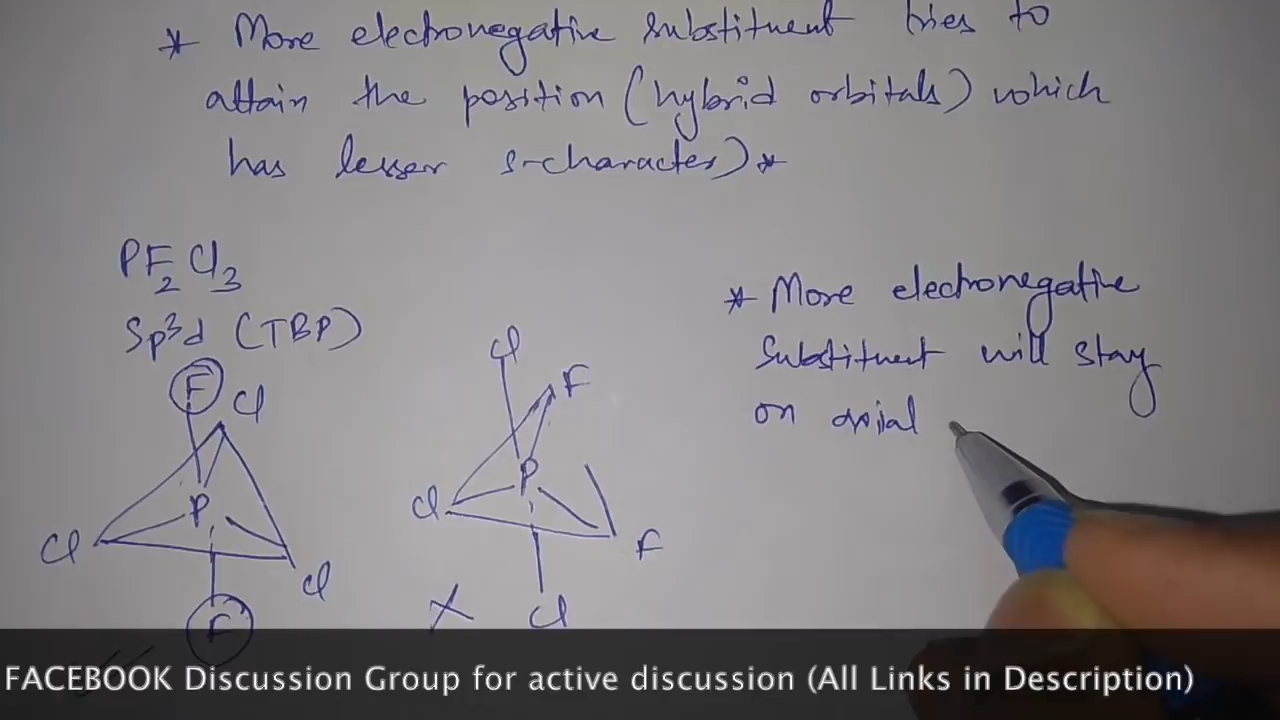 * More electronegative substituent tries to
attain the position (hybrid orbitals) which
has lesser s-character) *
PF2Cl3
Sp3d (TBP)
F
Cl
P
Cl
Cl
F
Cl
F
P
Cl
F
Cl
X
* More electronegative
substituent will stay
on axial
FACEBOOK Discussion Group for active discussion (All Links in Description)